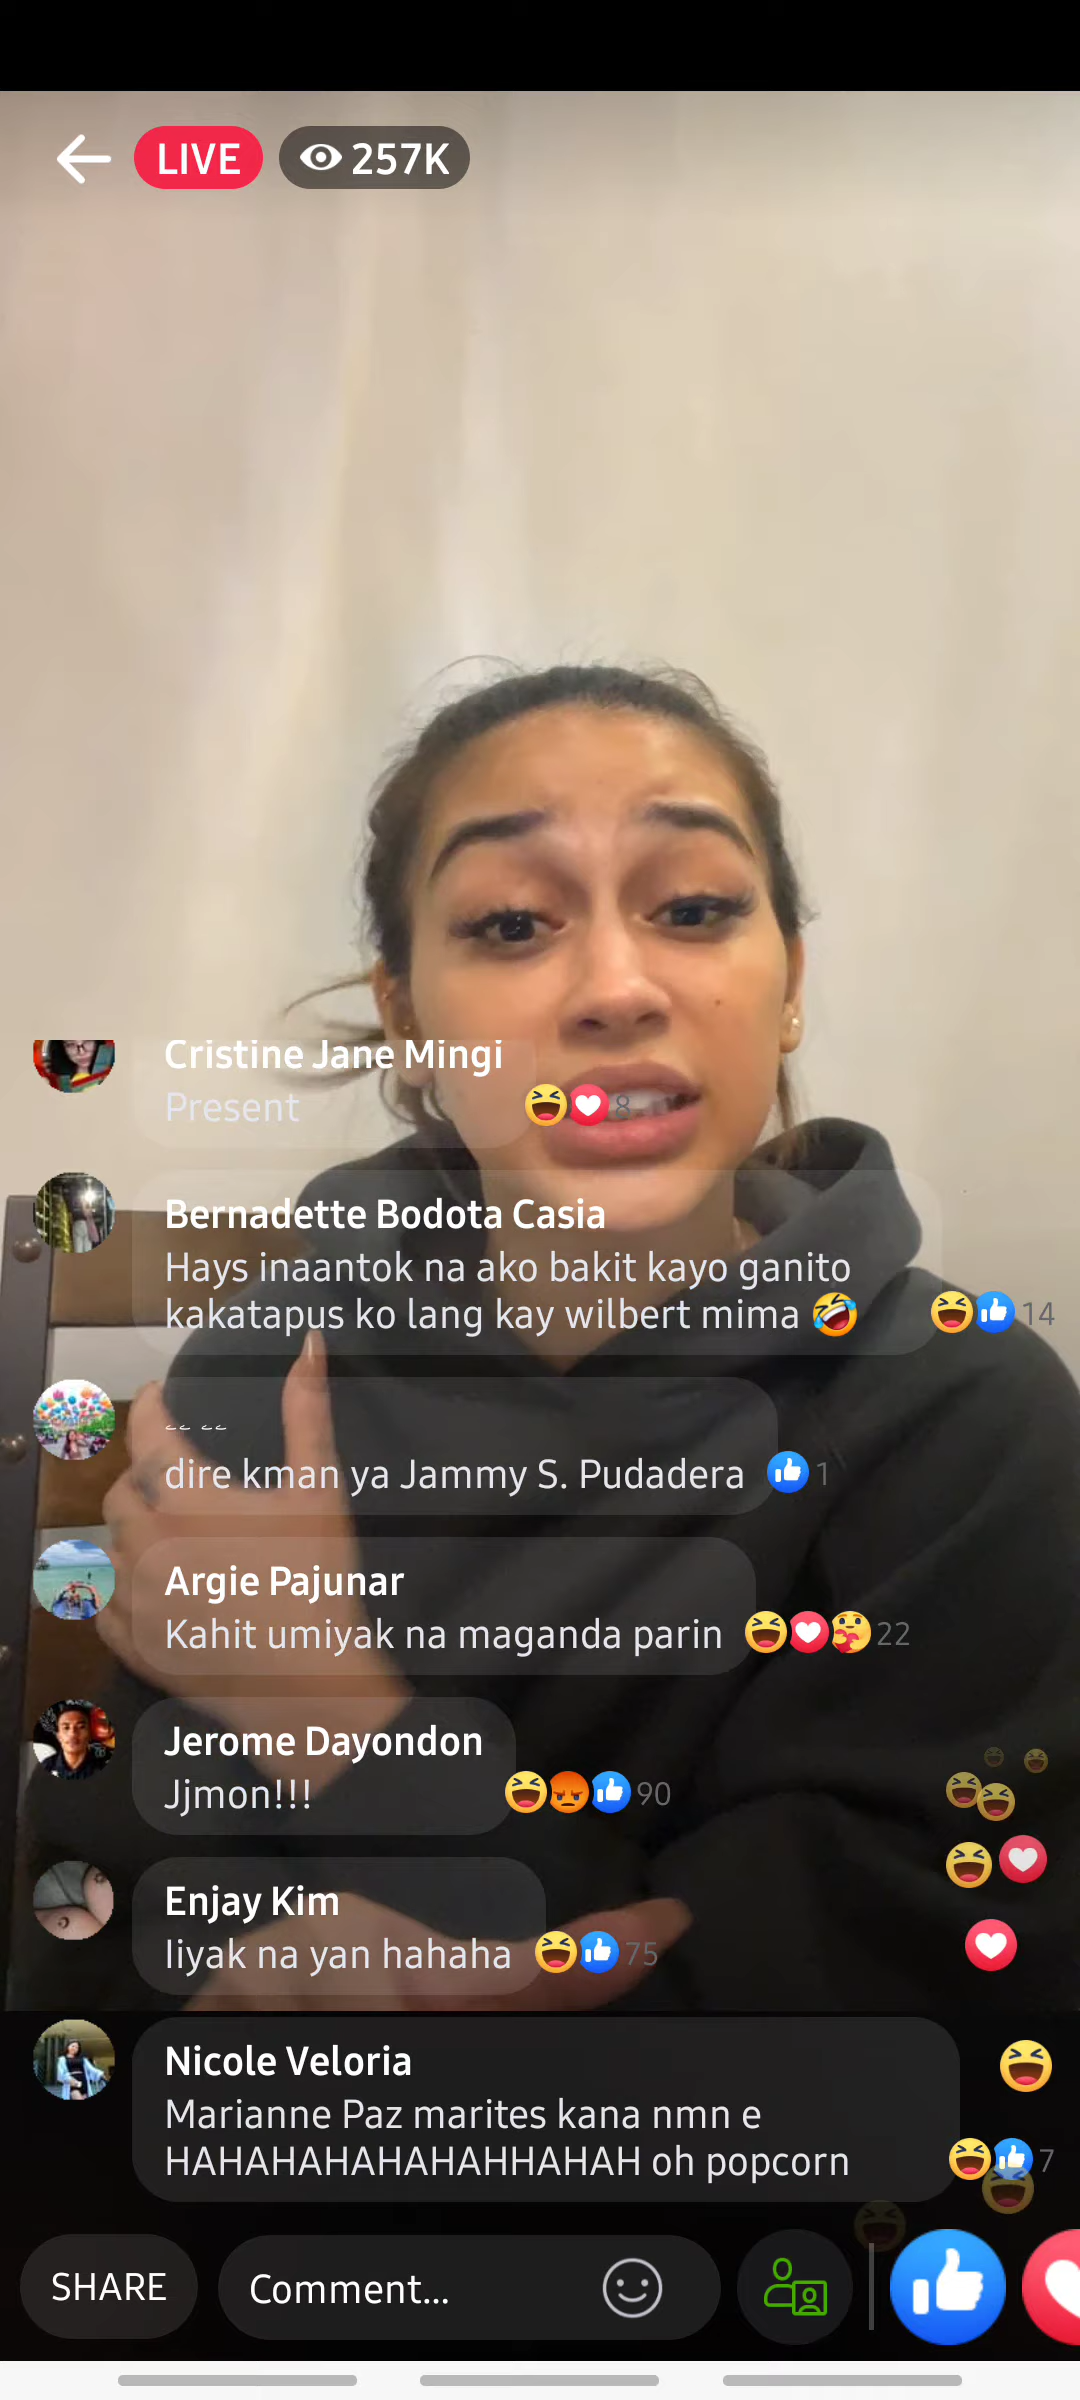 LIVE
257K
Cristine Jane Mingi
Present
8
Bernadette Bodota Casia
Hays inaantok na ako bakit kayo ganito
kakatapus ko lang kay wilbert mima 🤣
14
dire kman ya Jammy S. Pudadera
1
Argie Pajunar
Kahit umiyak na maganda parin
22
Jerome Dayondon
Jjmon!!!
90
Enjay Kim
Iiyak na yan hahaha
75
Nicole Veloria
Marianne Paz marites kana nmn e
HAHAHAHAHAHAHHAHAH oh popcorn
7
SHARE
Comment...